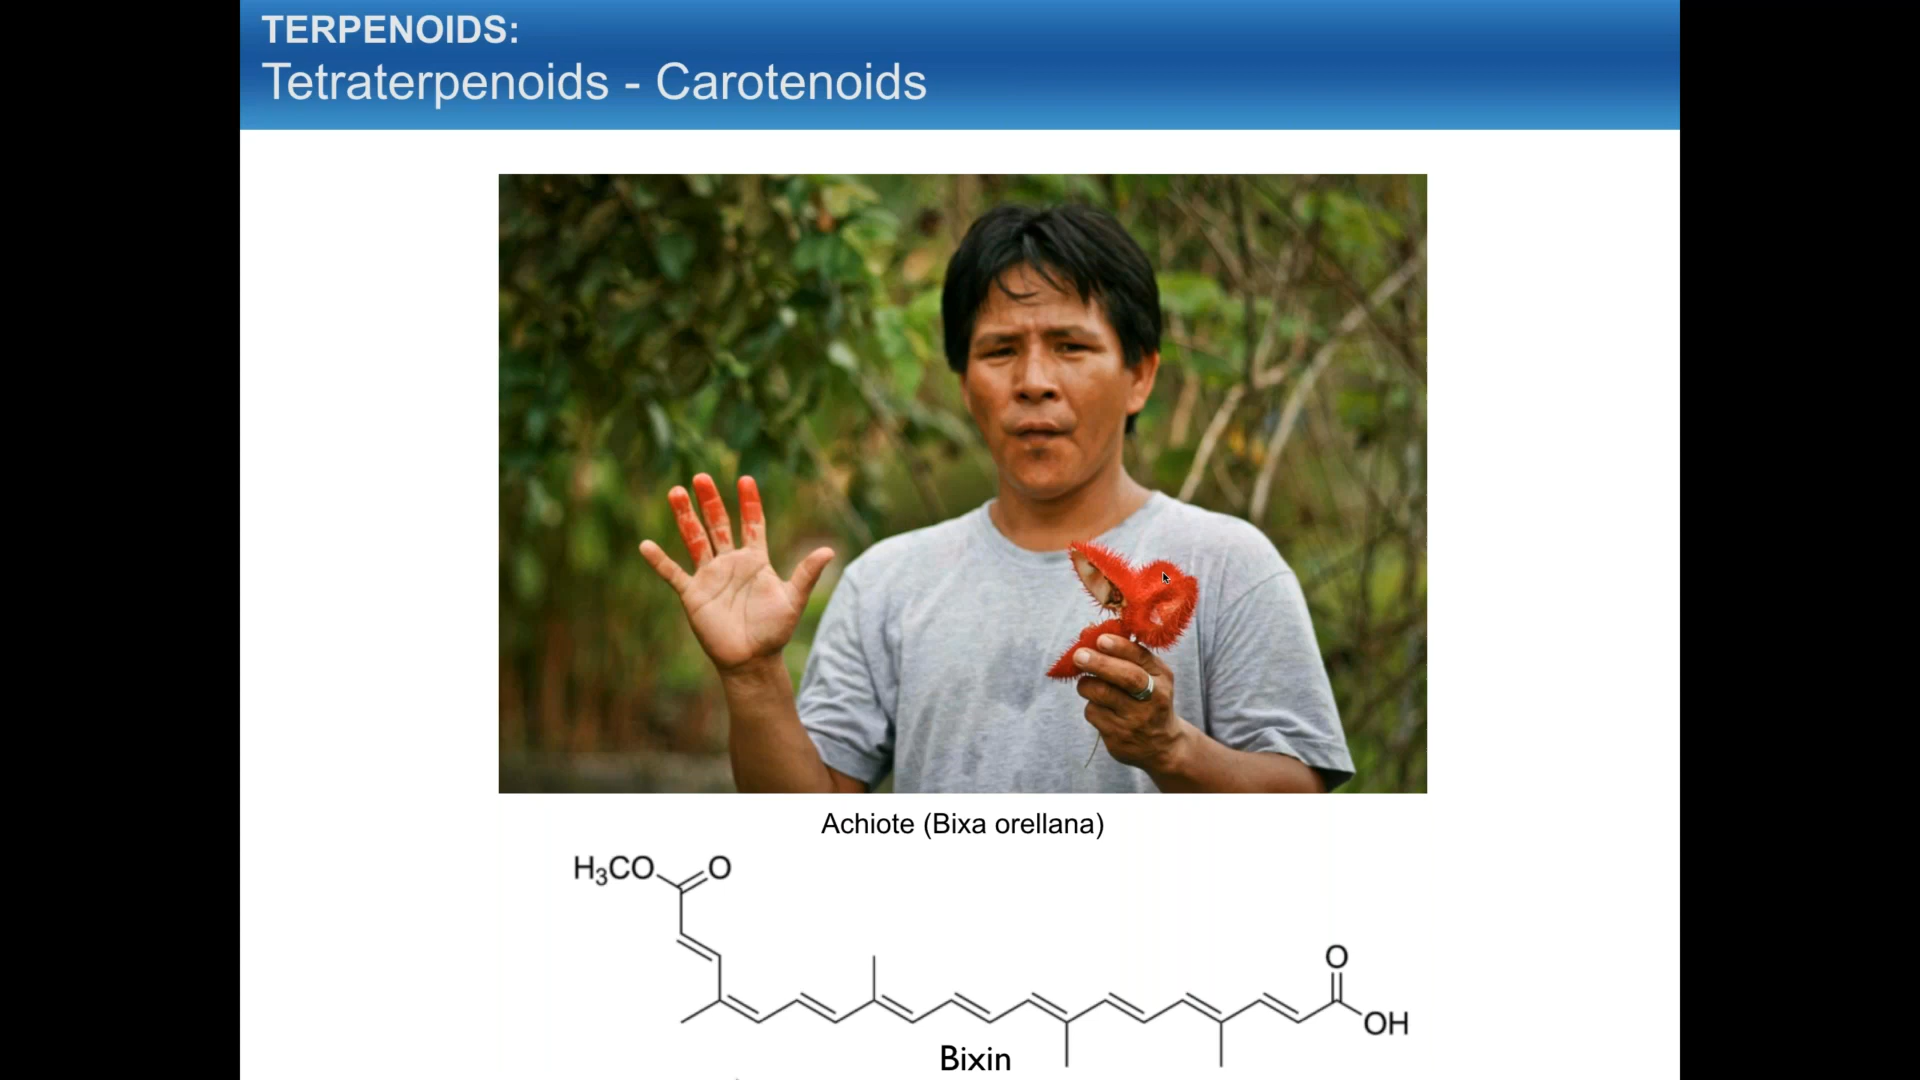 TERPENOIDS:
Tetraterpenoids - Carotenoids
Achiote (Bixa orellana)
H₃CO
O
O
OH
Bixin